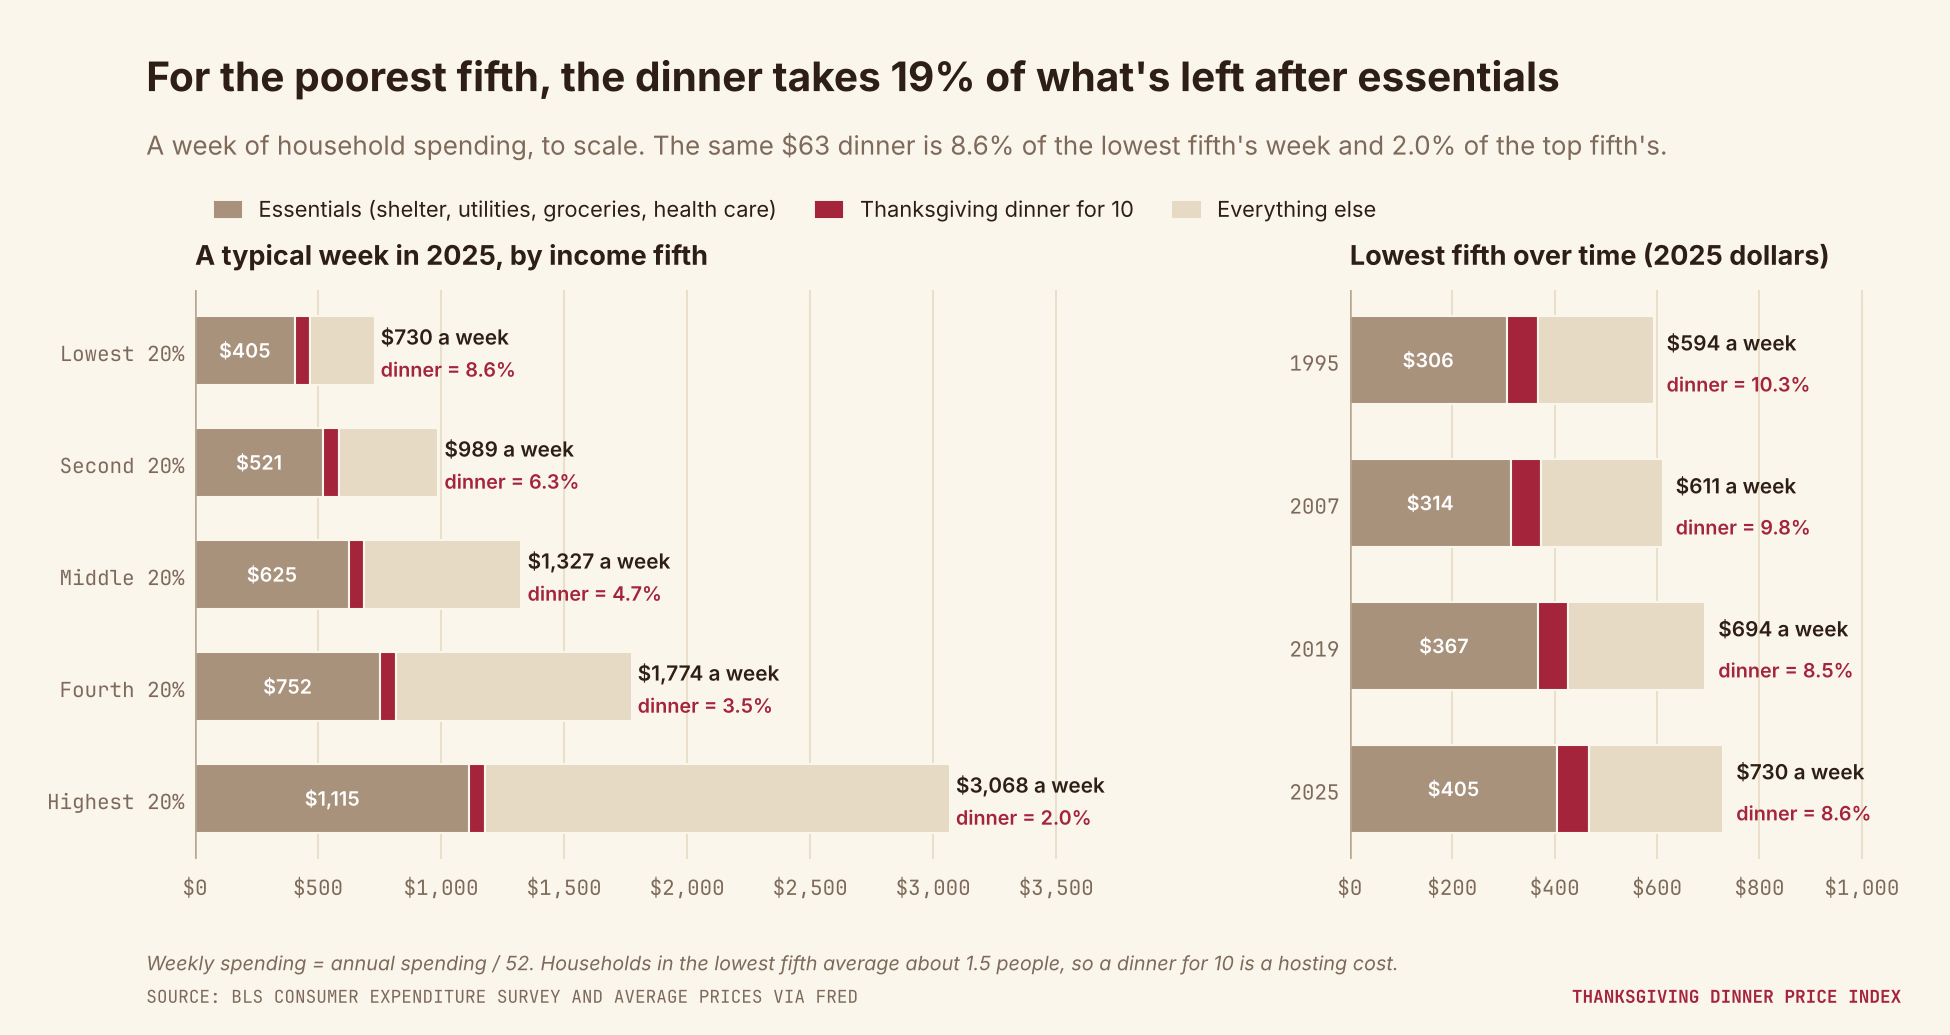 For the poorest fifth, the dinner takes 19% of what's left after essentials
A week of household spending, to scale. The same $63 dinner is 8.6% of the lowest fifth's week and 2.0% of the top fifth's.
Essentials (shelter, utilities, groceries, health care)
Thanksgiving dinner for 10
Everything else
A typical week in 2025, by income fifth
Lowest 20%
$405
$730 a week
dinner = 8.6%
Second 20%
$521
$989 a week
dinner = 6.3%
Middle 20%
$625
$1,327 a week
dinner = 4.7%
Fourth 20%
$752
$1,774 a week
dinner = 3.5%
Highest 20%
$1,115
$3,068 a week
dinner = 2.0%
$0 $500 $1,000 $1,500 $2,000 $2,500 $3,000 $3,500
Lowest fifth over time (2025 dollars)
1995
$306
$594 a week
dinner = 10.3%
2007
$314
$611 a week
dinner = 9.8%
2019
$367
$694 a week
dinner = 8.5%
2025
$405
$730 a week
dinner = 8.6%
$0 $200 $400 $600 $800 $1,000
Weekly spending = annual spending / 52. Households in the lowest fifth average about 1.5 people, so a dinner for 10 is a hosting cost.
SOURCE: BLS CONSUMER EXPENDITURE SURVEY AND AVERAGE PRICES VIA FRED
THANKSGIVING DINNER PRICE INDEX